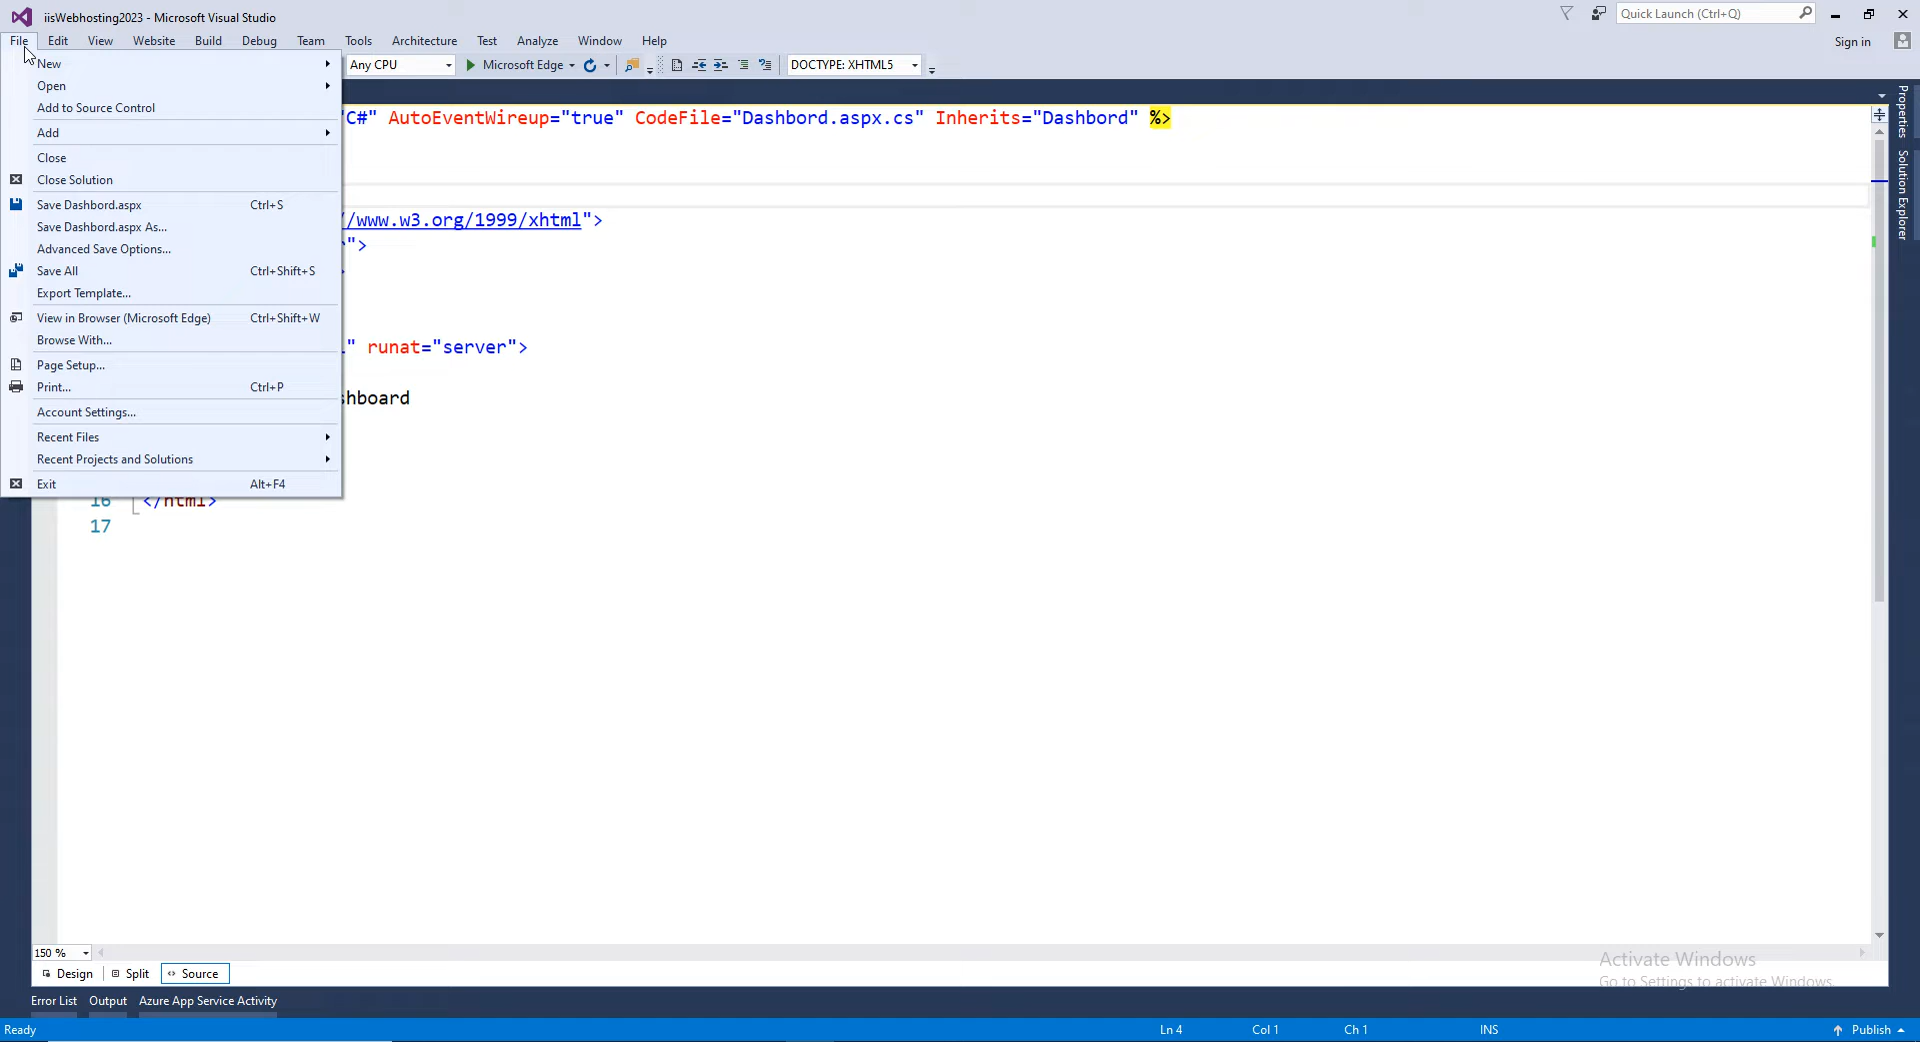 iisWebhosting2023 - Microsoft Visual Studio
Quick Launch (Ctrl+Q)
File Edit View Website Build Debug Team Tools Architecture Test Analyze Window Help
Sign in
Any CPU Microsoft Edge DOCTYPE: XHTML5
New
Open
Add to Source Control
Add
Close
Close Solution
Save Dashbord.aspx Ctrl+S
Save Dashbord.aspx As...
Advanced Save Options...
Save All Ctrl+Shift+S
Export Template...
View in Browser (Microsoft Edge) Ctrl+Shift+W
Browse With...
Page Setup...
Print... Ctrl+P
Account Settings...
Recent Files
Recent Projects and Solutions
Exit Alt+F4
"C#" AutoEventWireup="true" CodeFile="Dashbord.aspx.cs" Inherits="Dashbord" %>
//www.w3.org/1999/xhtml">
">
>
" runat="server">
shboard
16 </html>
17
Properties
Solution Explorer
150 %
Design Split Source
Activate Windows
Go to Settings to activate Windows.
Error List Output Azure App Service Activity
Ready Ln 4 Col 1 Ch 1 INS Publish